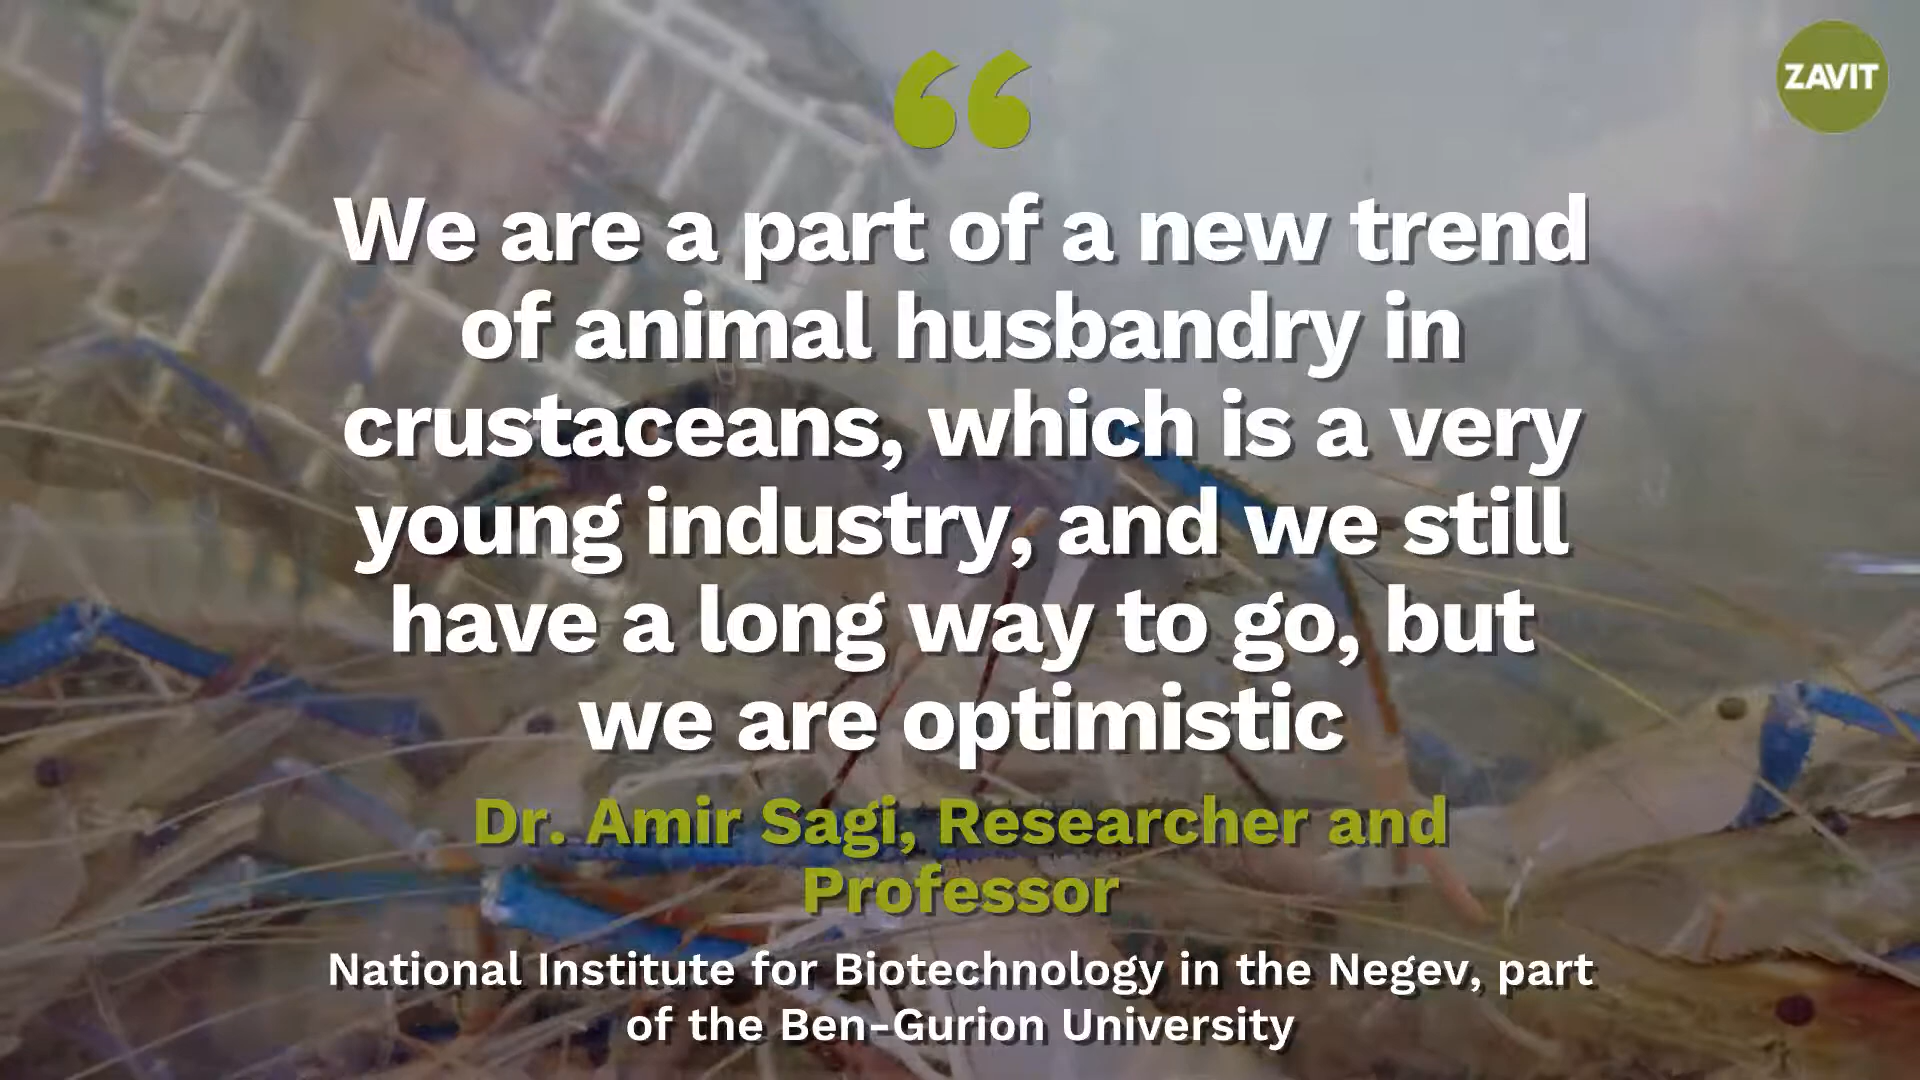 ZAVIT
“
We are a part of a new trend
of animal husbandry in
crustaceans, which is a very
young industry, and we still
have a long way to go, but
we are optimistic
Dr. Amir Sagi, Researcher and
Professor
National Institute for Biotechnology in the Negev, part
of the Ben-Gurion University